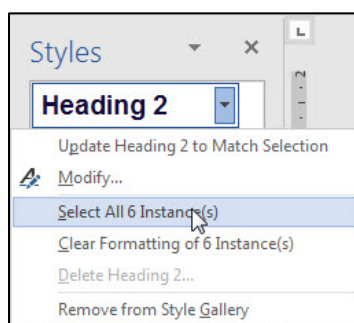 Styles
L
2
Heading 2
Update Heading 2 to Match Selection
Modify...
Select All 6 Instance(s)
Clear Formatting of 6 Instance(s)
Delete Heading 2...
Remove from Style Gallery